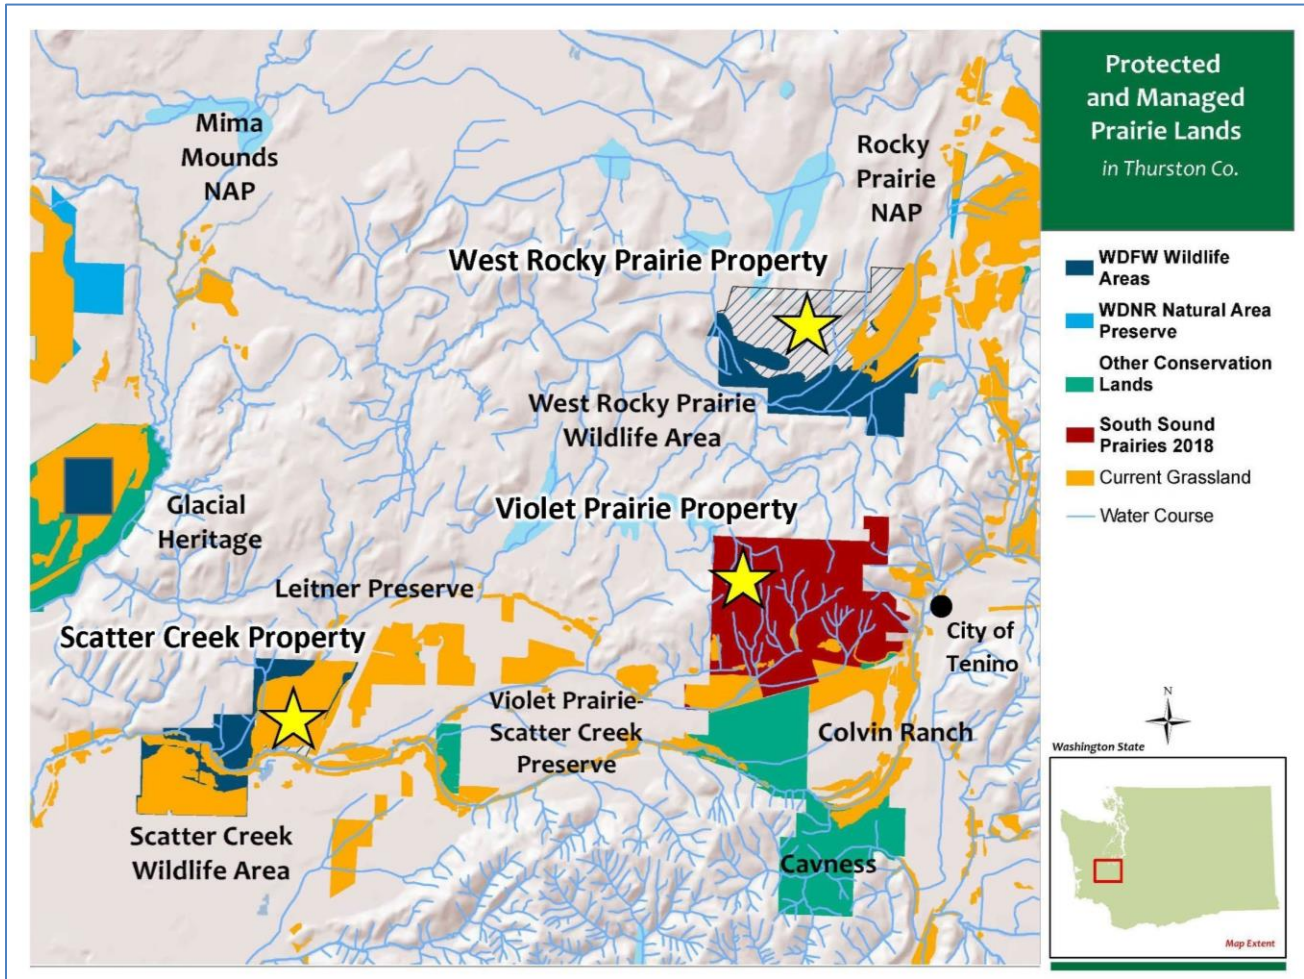 Protected
and Managed
Prairie Lands
in Thurston Co.
Mima
Mounds
NAP
Rocky
Prairie
NAP
West Rocky Prairie Property
West Rocky Prairie
Wildlife Area
Violet Prairie Property
Glacial
Heritage
Leitner Preserve
Scatter Creek Property
City of
Tenino
Violet Prairie-
Scatter Creek
Preserve
Colvin Ranch
Scatter Creek
Wildlife Area
Cavness
WDFW Wildlife
Areas
WDNR Natural Area
Preserve
Other Conservation
Lands
South Sound
Prairies 2018
Current Grassland
Water Course
N
Washington State
Map Extent